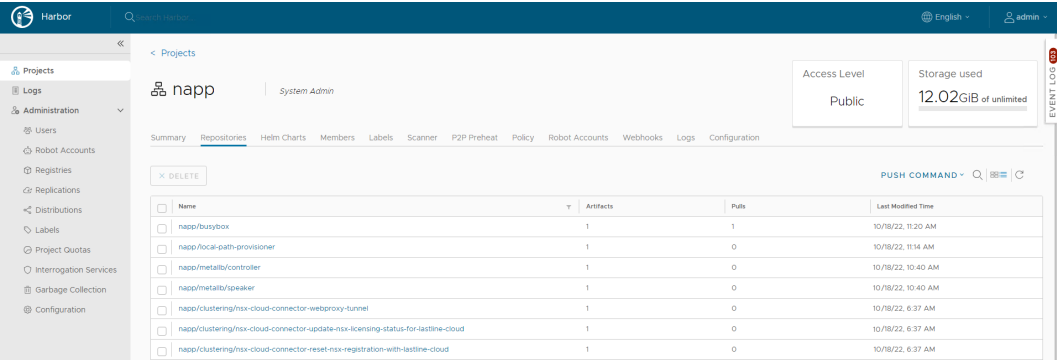 Harbor
Search Harbor...
English
admin
Projects
Logs
Administration
Users
Robot Accounts
Registries
Replications
Distributions
Labels
Project Quotas
Interrogation Services
Garbage Collection
Configuration
< Projects
napp
System Admin
Access Level
Public
Storage used
12.02GiB of unlimited
EVENT LOG 103
Summary Repositories Helm Charts Members Labels Scanner P2P Preheat Policy Robot Accounts Webhooks Logs Configuration
× DELETE
PUSH COMMAND
Name Artifacts Pulls Last Modified Time
napp/busybox 1 1 10/18/22, 11:20 AM
napp/local-path-provisioner 1 0 10/18/22, 11:14 AM
napp/metallb/controller 1 0 10/18/22, 10:40 AM
napp/metallb/speaker 1 0 10/18/22, 10:40 AM
napp/clustering/nsx-cloud-connector-webproxy-tunnel 1 0 10/18/22, 6:37 AM
napp/clustering/nsx-cloud-connector-update-nsx-licensing-status-for-lastline-cloud 1 0 10/18/22, 6:37 AM
napp/clustering/nsx-cloud-connector-reset-nsx-registration-with-lastline-cloud 1 0 10/18/22, 6:37 AM